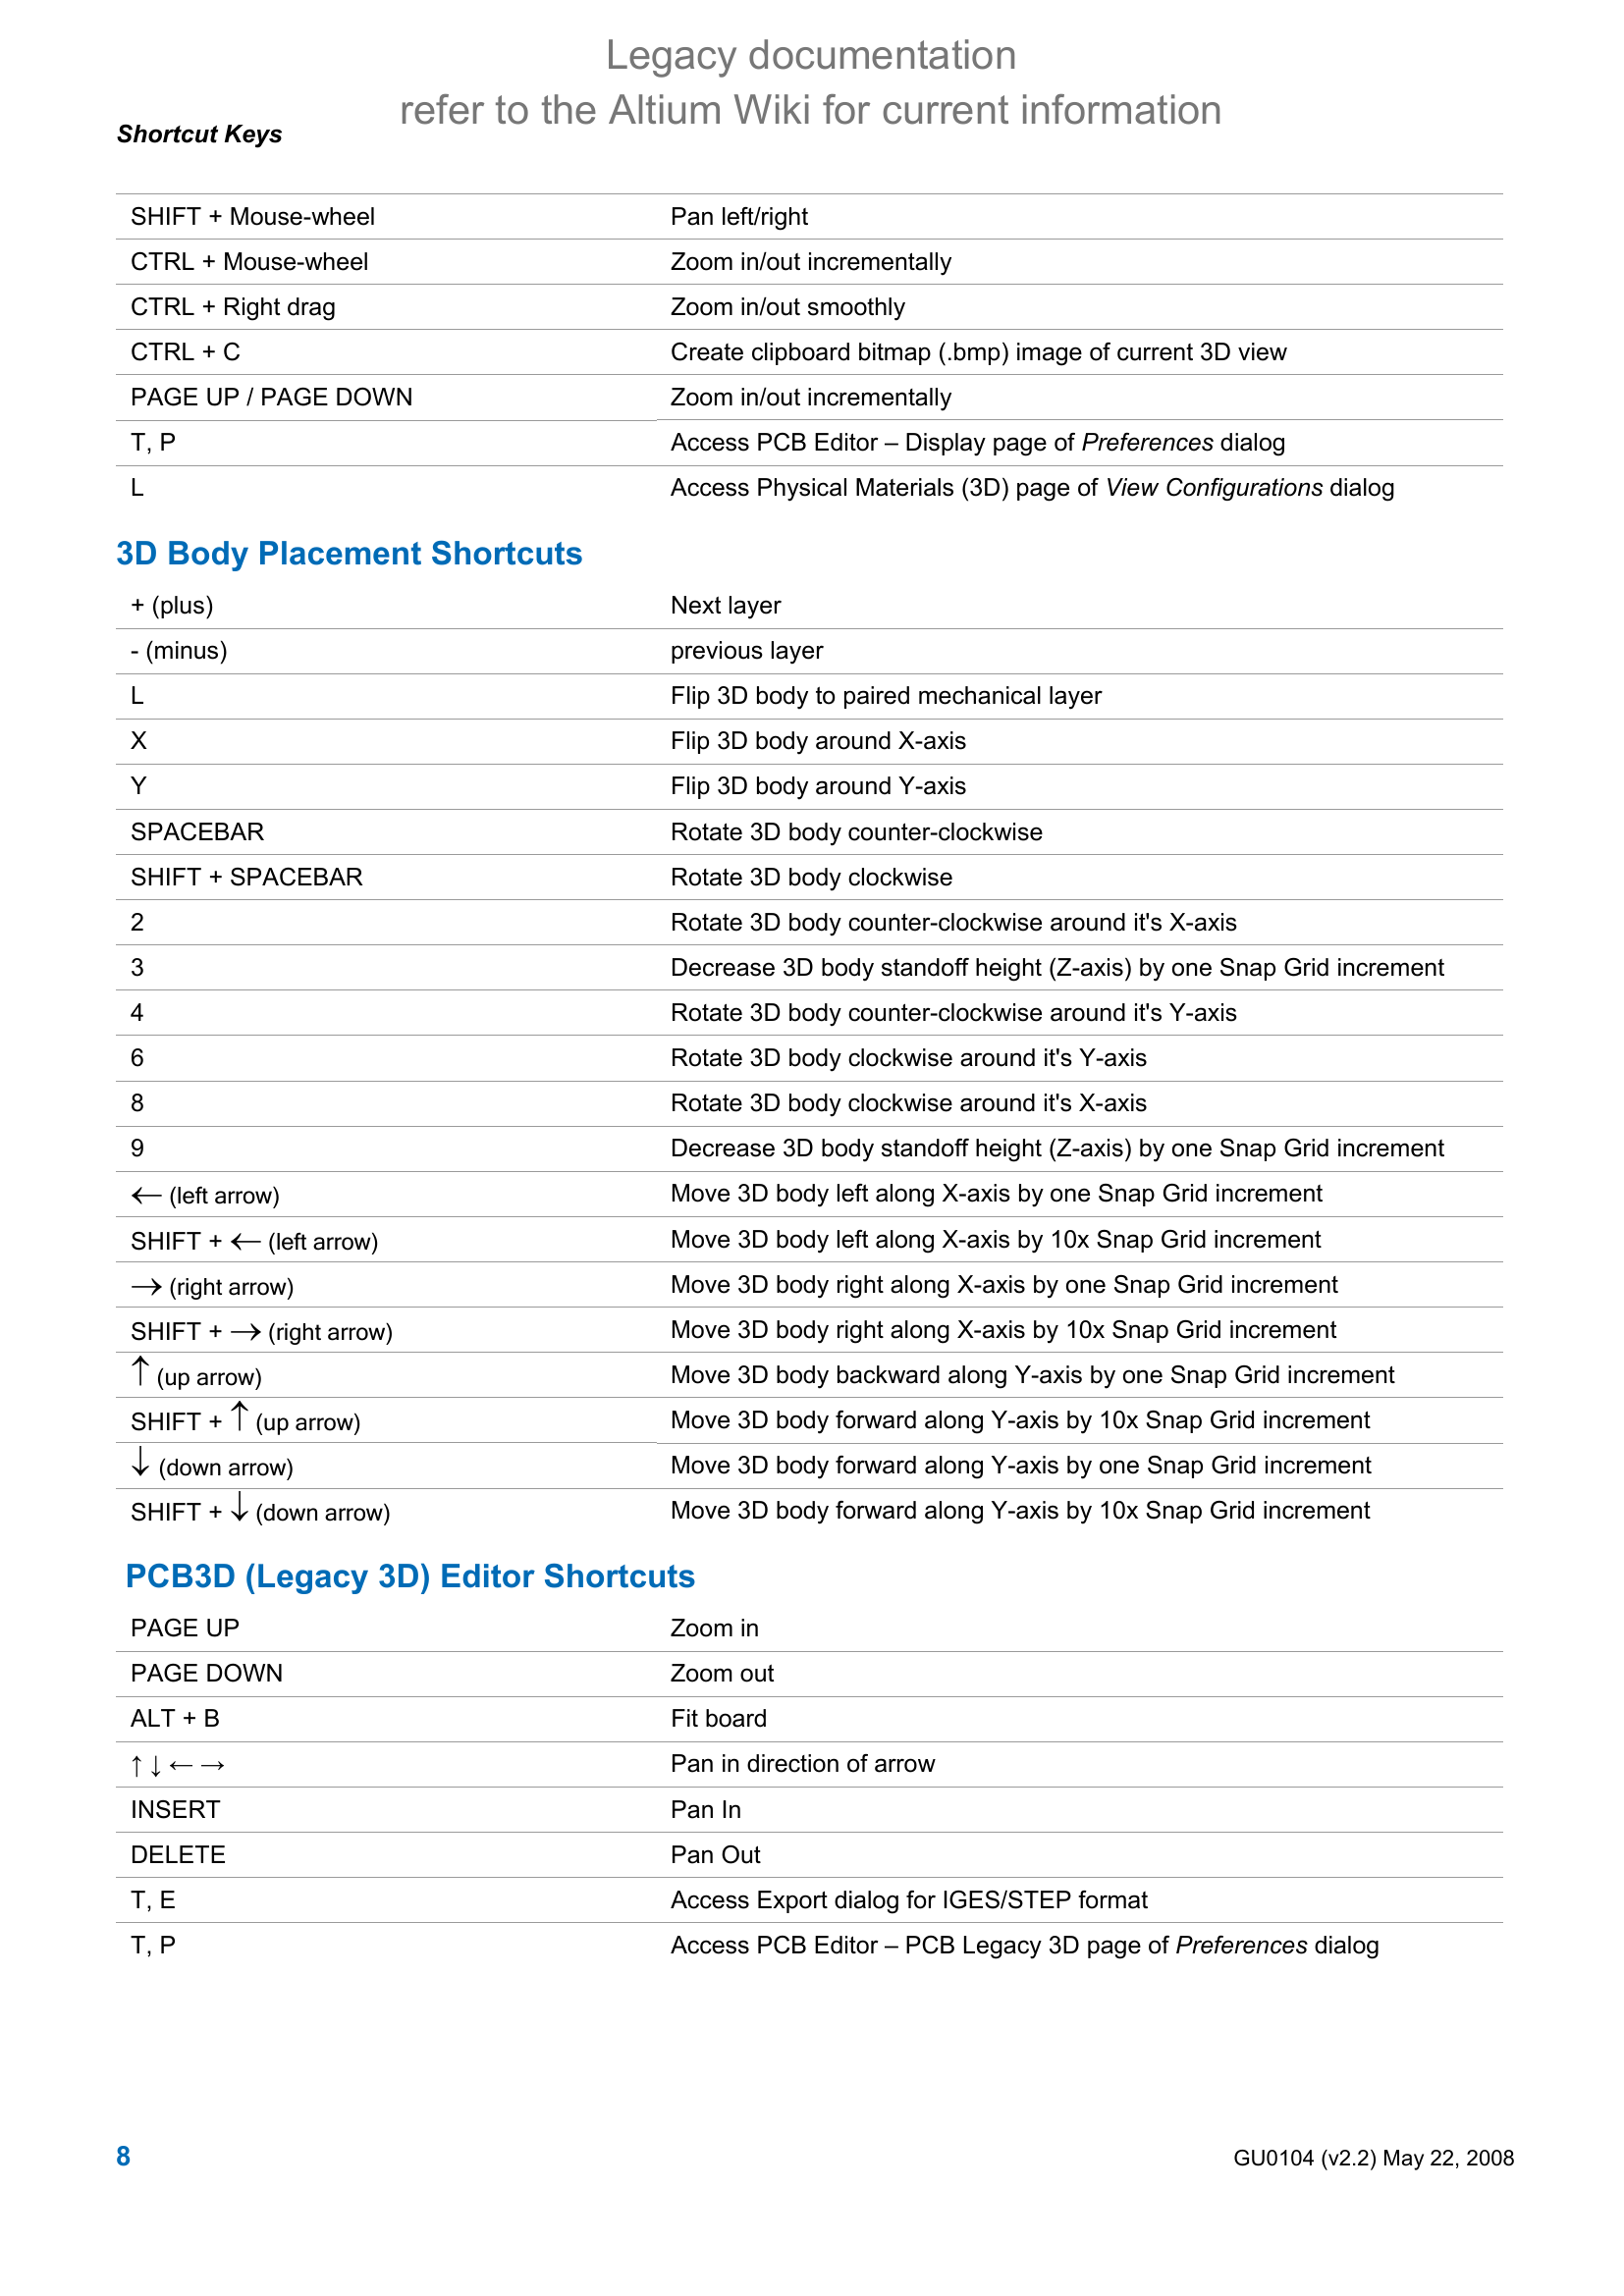 Legacy documentation
refer to the Altium Wiki for current information
Shortcut Keys
SHIFT + Mouse-wheel Pan left/right
CTRL + Mouse-wheel Zoom in/out incrementally
CTRL + Right drag Zoom in/out smoothly
CTRL + C Create clipboard bitmap (.bmp) image of current 3D view
PAGE UP / PAGE DOWN Zoom in/out incrementally
T, P Access PCB Editor – Display page of Preferences dialog
L Access Physical Materials (3D) page of View Configurations dialog
3D Body Placement Shortcuts
+ (plus) Next layer
- (minus) previous layer
L Flip 3D body to paired mechanical layer
X Flip 3D body around X-axis
Y Flip 3D body around Y-axis
SPACEBAR Rotate 3D body counter-clockwise
SHIFT + SPACEBAR Rotate 3D body clockwise
2 Rotate 3D body counter-clockwise around it's X-axis
3 Decrease 3D body standoff height (Z-axis) by one Snap Grid increment
4 Rotate 3D body counter-clockwise around it's Y-axis
6 Rotate 3D body clockwise around it's Y-axis
8 Rotate 3D body clockwise around it's X-axis
9 Decrease 3D body standoff height (Z-axis) by one Snap Grid increment
← (left arrow) Move 3D body left along X-axis by one Snap Grid increment
SHIFT + ← (left arrow) Move 3D body left along X-axis by 10x Snap Grid increment
→ (right arrow) Move 3D body right along X-axis by one Snap Grid increment
SHIFT + → (right arrow) Move 3D body right along X-axis by 10x Snap Grid increment
↑ (up arrow) Move 3D body backward along Y-axis by one Snap Grid increment
SHIFT + ↑ (up arrow) Move 3D body forward along Y-axis by 10x Snap Grid increment
↓ (down arrow) Move 3D body forward along Y-axis by one Snap Grid increment
SHIFT + ↓ (down arrow) Move 3D body forward along Y-axis by 10x Snap Grid increment
PCB3D (Legacy 3D) Editor Shortcuts
PAGE UP Zoom in
PAGE DOWN Zoom out
ALT + B Fit board
↑ ↓ ← → Pan in direction of arrow
INSERT Pan In
DELETE Pan Out
T, E Access Export dialog for IGES/STEP format
T, P Access PCB Editor – PCB Legacy 3D page of Preferences dialog
8 GU0104 (v2.2) May 22, 2008